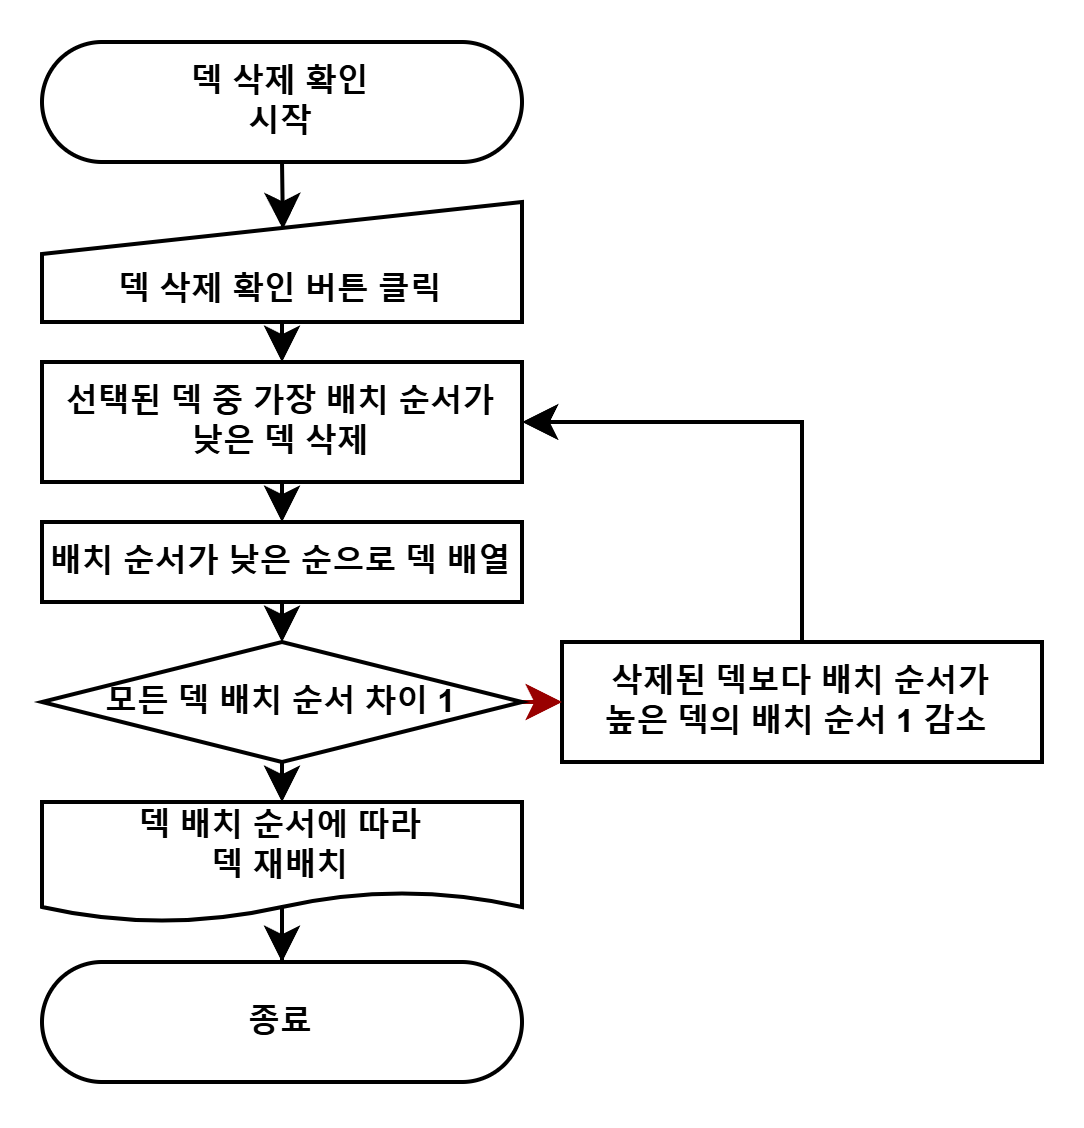 덱 삭제 확인
시작
덱 삭제 확인 버튼 클릭
선택된 덱 중 가장 배치 순서가
낮은 덱 삭제
배치 순서가 낮은 순으로 덱 배열
모든 덱 배치 순서 차이 1
삭제된 덱보다 배치 순서가
높은 덱의 배치 순서 1 감소
덱 배치 순서에 따라
덱 재배치
종료